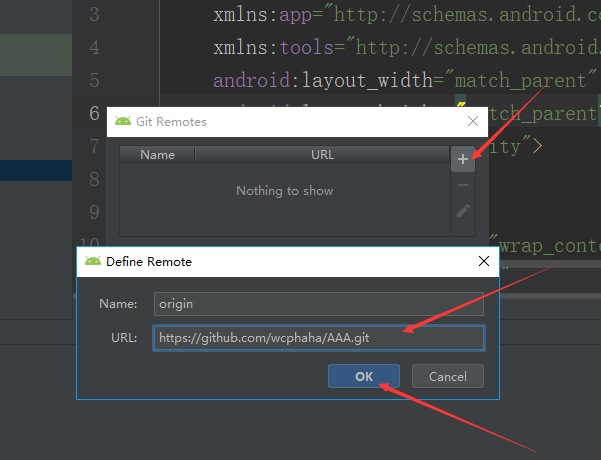 3 xmlns:app="http://schemas.android.co
4 xmlns:tools="http://schemas.android.
5 android:layout_width="match_parent"
6 "match_parent"
Git Remotes
Name URL
7 ity">
Nothing to show
8
9
10 "wrap_conte
Define Remote
Name: origin
URL: https://github.com/wcphaha/AAA.git
OK Cancel